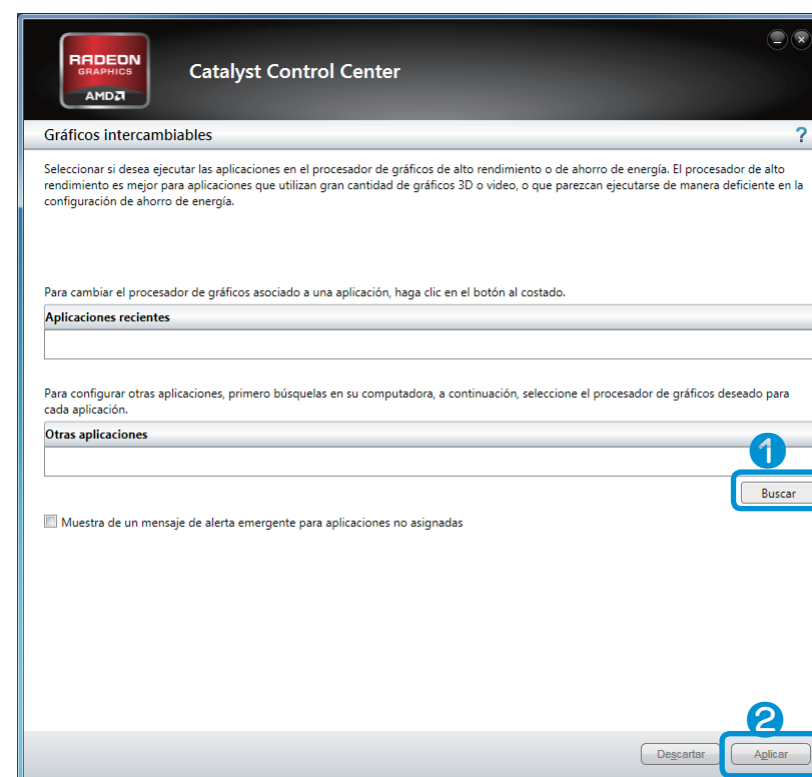 RADEON
GRAPHICS
AMD
Catalyst Control Center
Gráficos intercambiables
?
Seleccionar si desea ejecutar las aplicaciones en el procesador de gráficos de alto rendimiento o de ahorro de energía. El procesador de alto
rendimiento es mejor para aplicaciones que utilizan gran cantidad de gráficos 3D o video, o que parezcan ejecutarse de manera deficiente en la
configuración de ahorro de energía.
Para cambiar el procesador de gráficos asociado a una aplicación, haga clic en el botón al costado.
Aplicaciones recientes
Para configurar otras aplicaciones, primero búsquelas en su computadora, a continuación, seleccione el procesador de gráficos deseado para
cada aplicación.
Otras aplicaciones
1
Buscar
Muestra de un mensaje de alerta emergente para aplicaciones no asignadas
2
Descartar
Aplicar